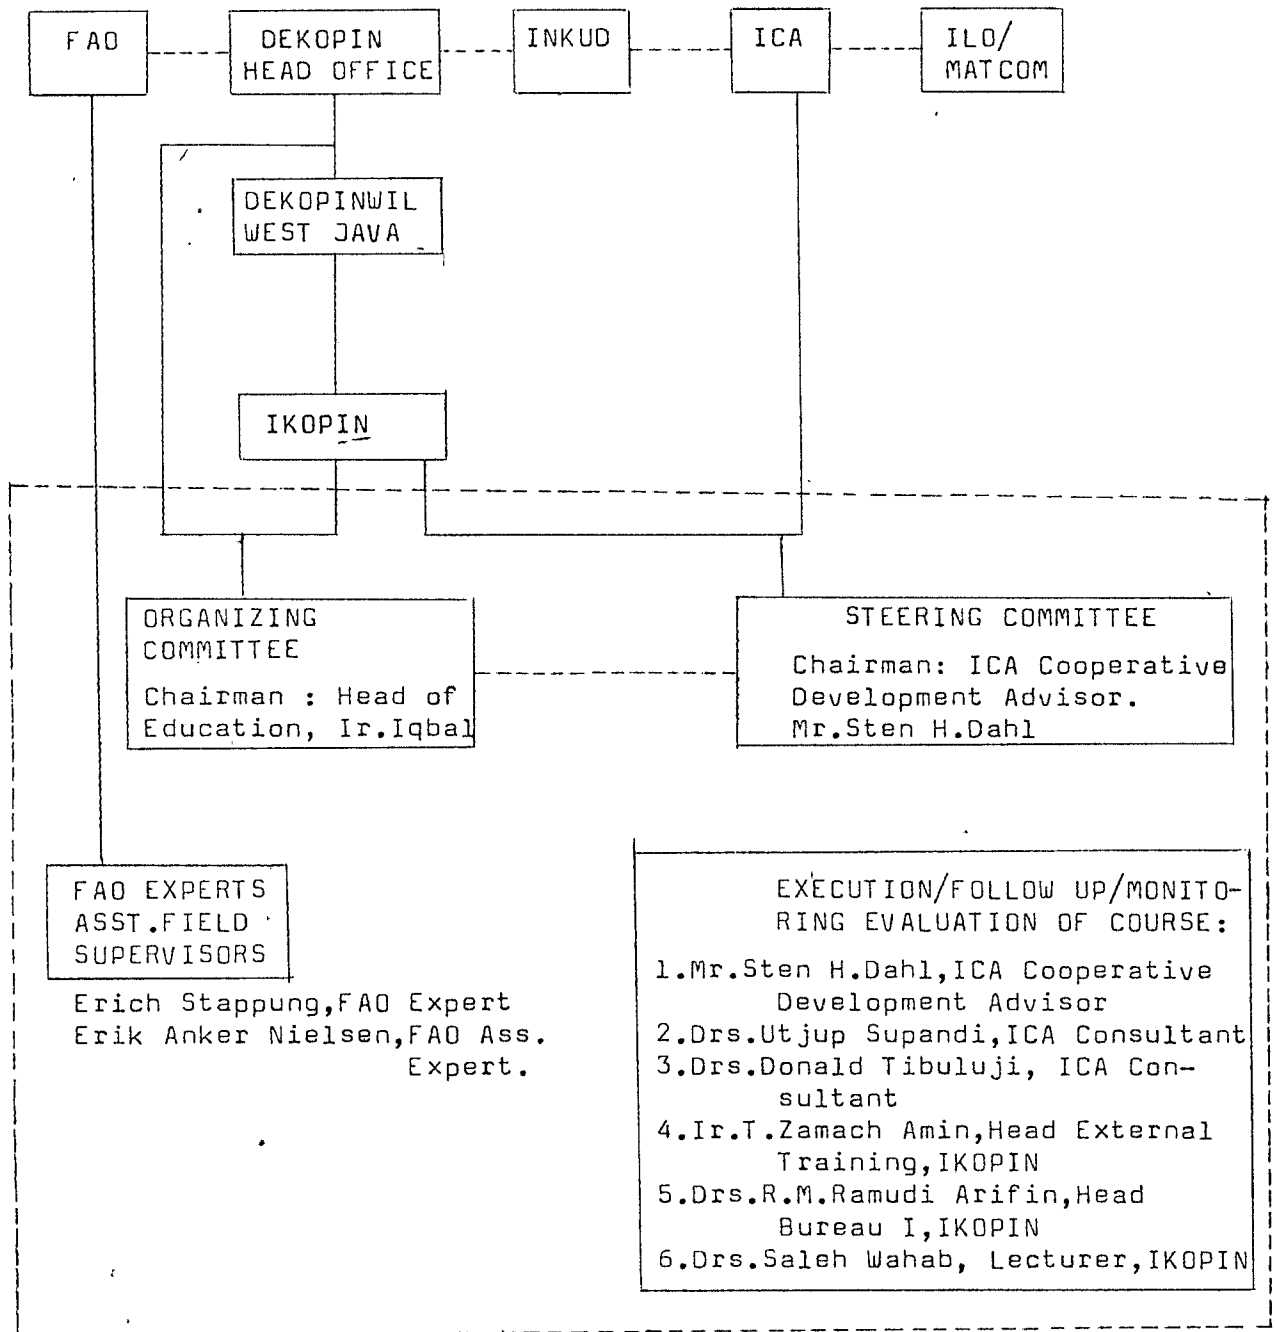 FAO
DEKOPIN
HEAD OFFICE
INKUD
ICA
ILO/
MATCOM
DEKOPINWIL
WEST JAVA
IKOPIN
ORGANIZING
COMMITTEE
Chairman : Head of
Education, Ir.Iqbal
STEERING COMMITTEE
Chairman: ICA Cooperative
Development Advisor.
Mr.Sten H.Dahl
FAO EXPERTS
ASST.FIELD
SUPERVISORS
Erich Stappung,FAO Expert
Erik Anker Nielsen,FAO Ass.
Expert.
EXECUTION/FOLLOW UP/MONITO-
RING EVALUATION OF COURSE:
1.Mr.Sten H.Dahl,ICA Cooperative
Development Advisor
2.Drs.Utjup Supandi,ICA Consultant
3.Drs.Donald Tibuluji, ICA Con-
sultant
4.Ir.T.Zamach Amin,Head External
Training,IKOPIN
5.Drs.R.M.Ramudi Arifin,Head
Bureau I,IKOPIN
6.Drs.Saleh Wahab, Lecturer,IKOPIN